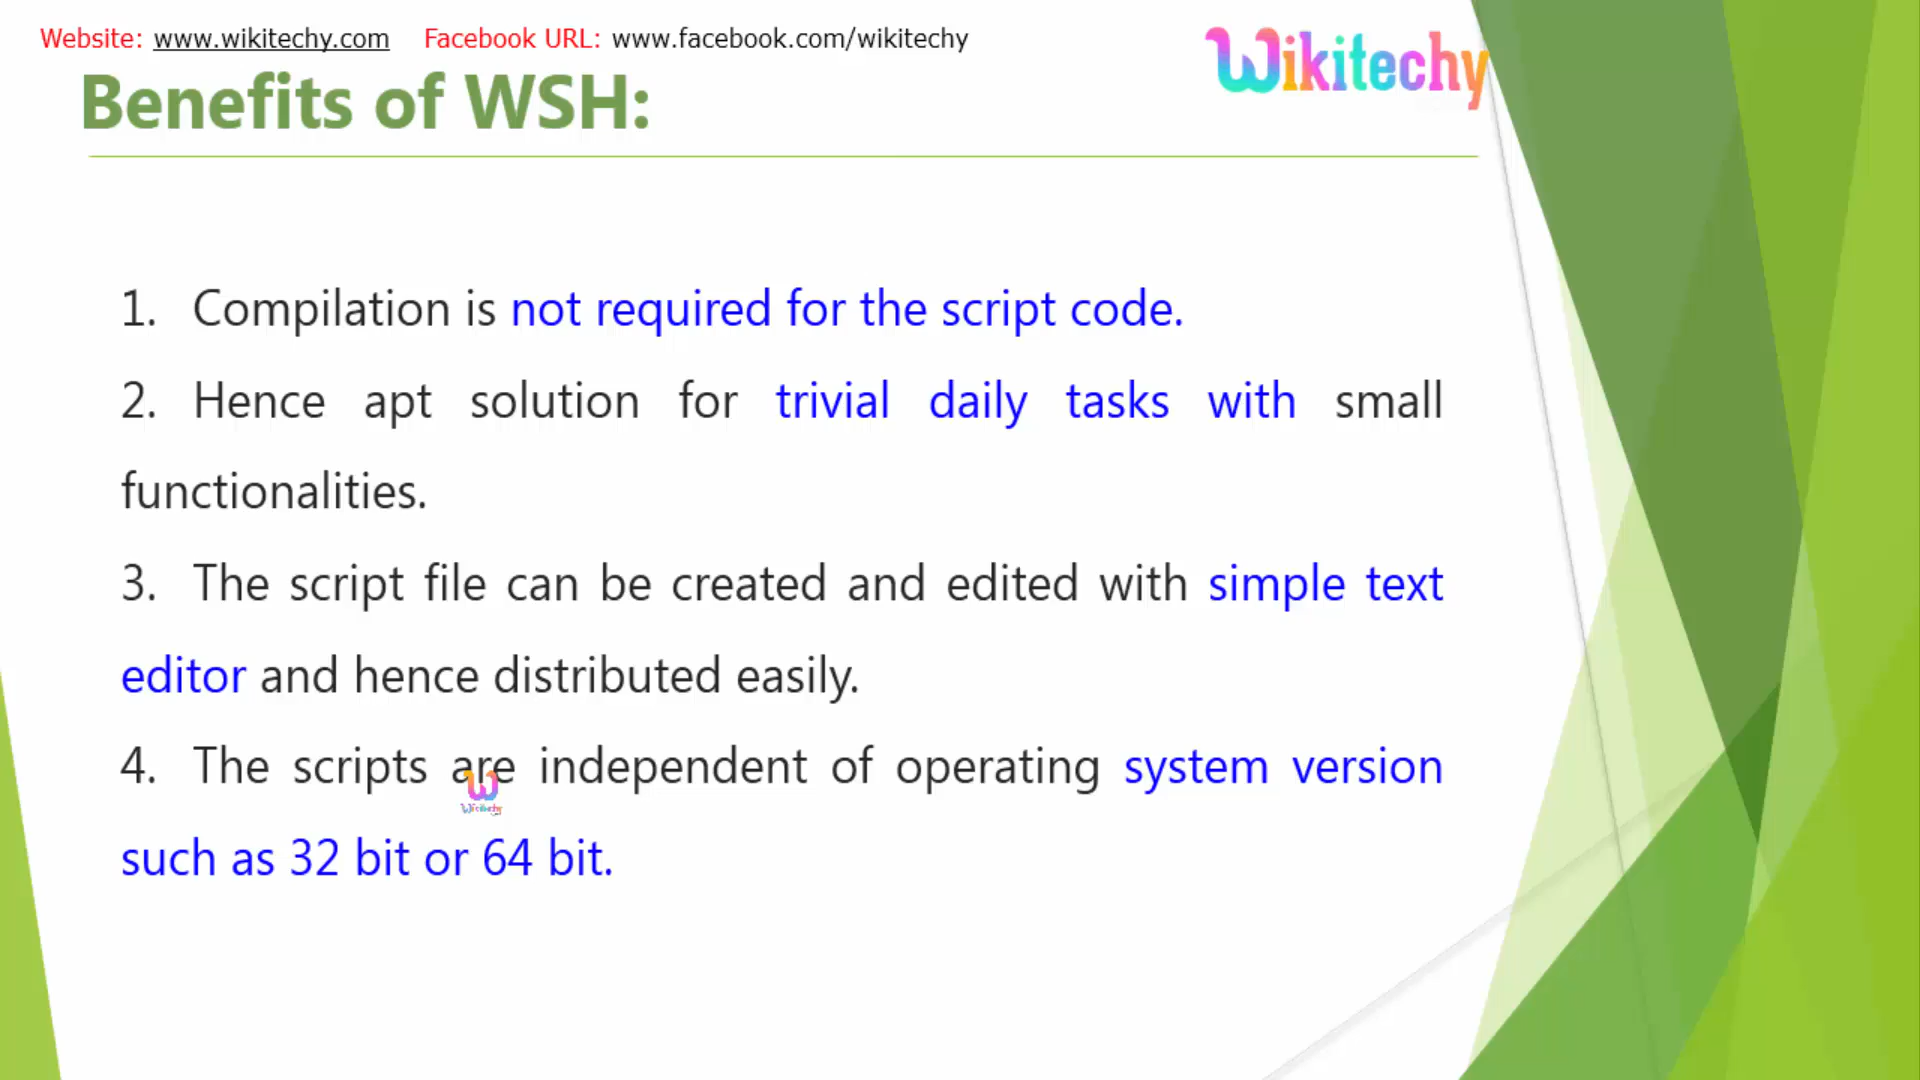 Website: www.wikitechy.com Facebook URL: www.facebook.com/wikitechy
Wikitechy
Benefits of WSH:
1. Compilation is not required for the script code.
2. Hence apt solution for trivial daily tasks with small
functionalities.
3. The script file can be created and edited with simple text
editor and hence distributed easily.
4. The scripts are independent of operating system version
W
Wikitechy
such as 32 bit or 64 bit.